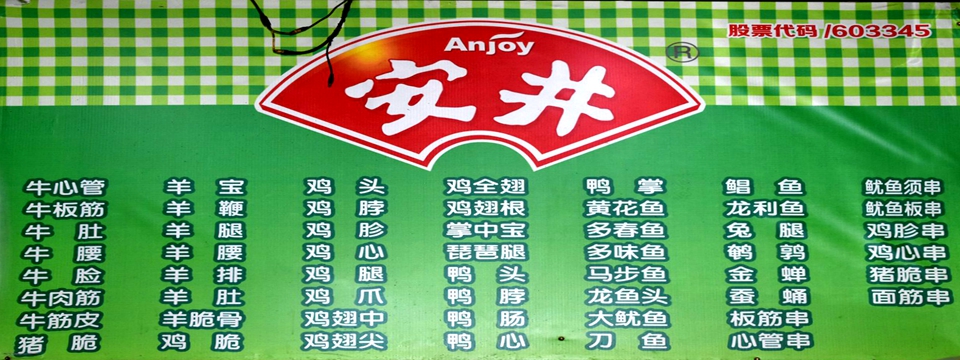 股票代码/603345
Anjoy
®
安井
牛心管 羊宝 鸡头 鸡全翅 鸭掌 鲳鱼 鱿鱼须串
牛板筋 羊鞭 鸡脖 鸡翅根 黄花鱼 龙利鱼 鱿鱼板串
牛肚 羊腿 鸡胗 掌中宝 多春鱼 兔腿 鸡胗串
牛腰 羊腰 鸡心 琵琶腿 多味鱼 鹌鹑 鸡心串
牛脸 羊排 鸡腿 鸭头 马步鱼 金蝉 猪脆串
牛肉筋 羊肚 鸡爪 鸭脖 龙鱼头 蚕蛹 面筋串
牛筋皮 羊脆骨 鸡翅中 鸭肠 大鱿鱼 板筋串
猪脆 鸡脆 鸡翅尖 鸭心 刀鱼 心管串